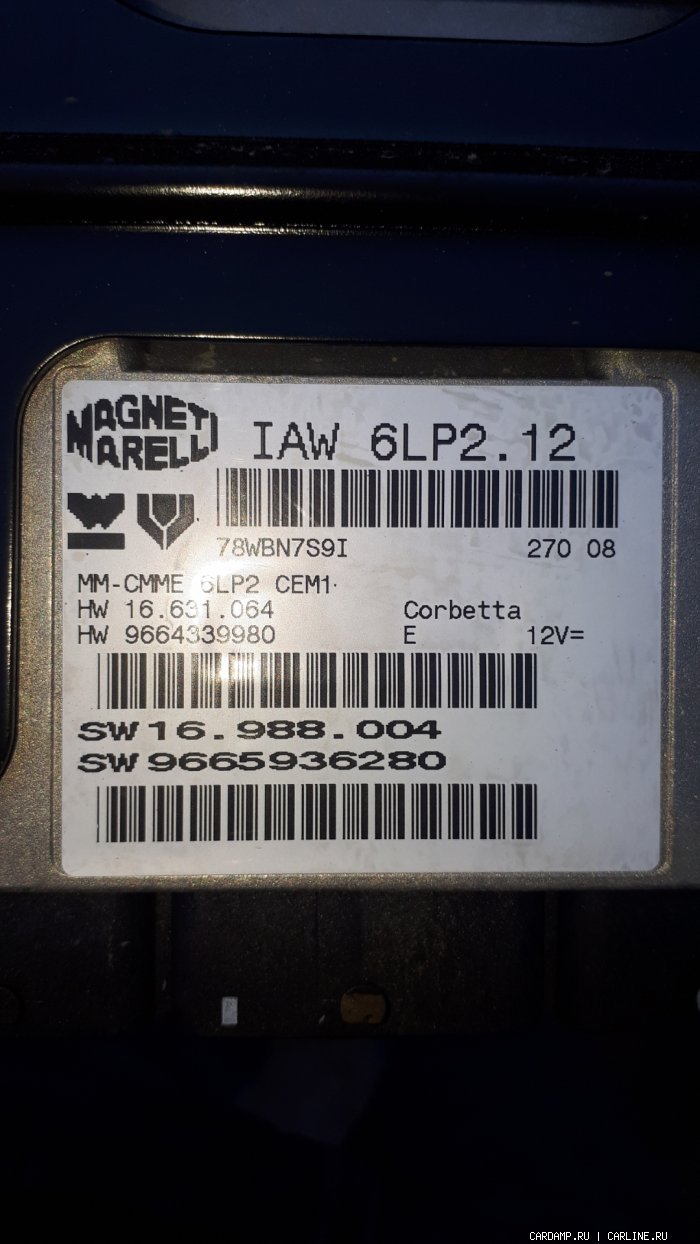 MAGNETI
MARELLI
IAW 6LP2.12
78WBN7S9I 270 08
MM-CMME 6LP2 CEM1
HW 16.631.064 Corbetta
HW 9664339980 E 12V=
SW 16.988.004
SW 9665936280
CARDAMP.RU | CARLINE.RU